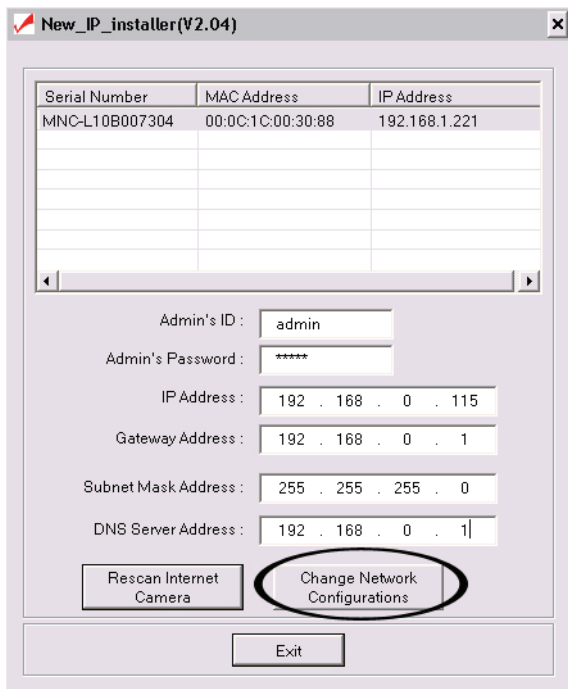 New_IP_installer(V2.04)
Serial Number MAC Address IP Address
MNC-L10B007304 00:0C:1C:00:30:88 192.168.1.221
Admin's ID : admin
Admin's Password : *****
IP Address : 192 . 168 . 0 . 115
Gateway Address : 192 . 168 . 0 . 1
Subnet Mask Address : 255 . 255 . 255 . 0
DNS Server Address : 192 . 168 . 0 . 1
Rescan Internet Change Network
Camera Configurations
Exit